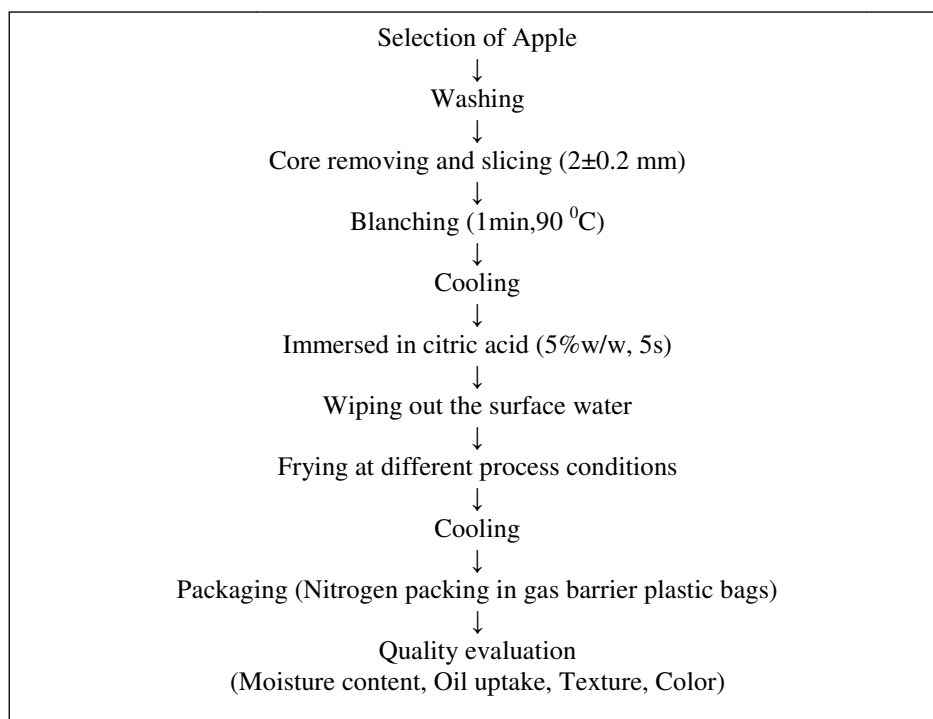 Selection of Apple
↓
Washing
↓
Core removing and slicing (2±0.2 mm)
↓
Blanching (1min,90 ⁰C)
↓
Cooling
↓
Immersed in citric acid (5%w/w, 5s)
↓
Wiping out the surface water
↓
Frying at different process conditions
↓
Cooling
↓
Packaging (Nitrogen packing in gas barrier plastic bags)
↓
Quality evaluation
(Moisture content, Oil uptake, Texture, Color)